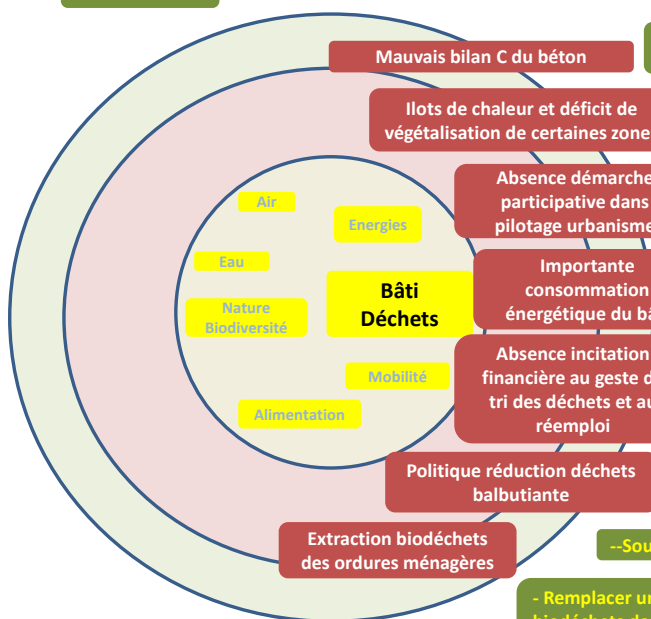 Mauvais bilan C du béton
Ilots de chaleur et déficit de
végétalisation de certaines zone
Absence démarche
participative dans
pilotage urbanisme
Air
Energies
Eau
Importante
consommation
énergétique du bâ
Bâti
Déchets
Nature
Biodiversité
Absence incitation
financière au geste d
tri des déchets et au
réemploi
Mobilité
Alimentation
Politique réduction déchets
balbutiante
Extraction biodéchets
des ordures ménagères
--Sou
- Remplacer un